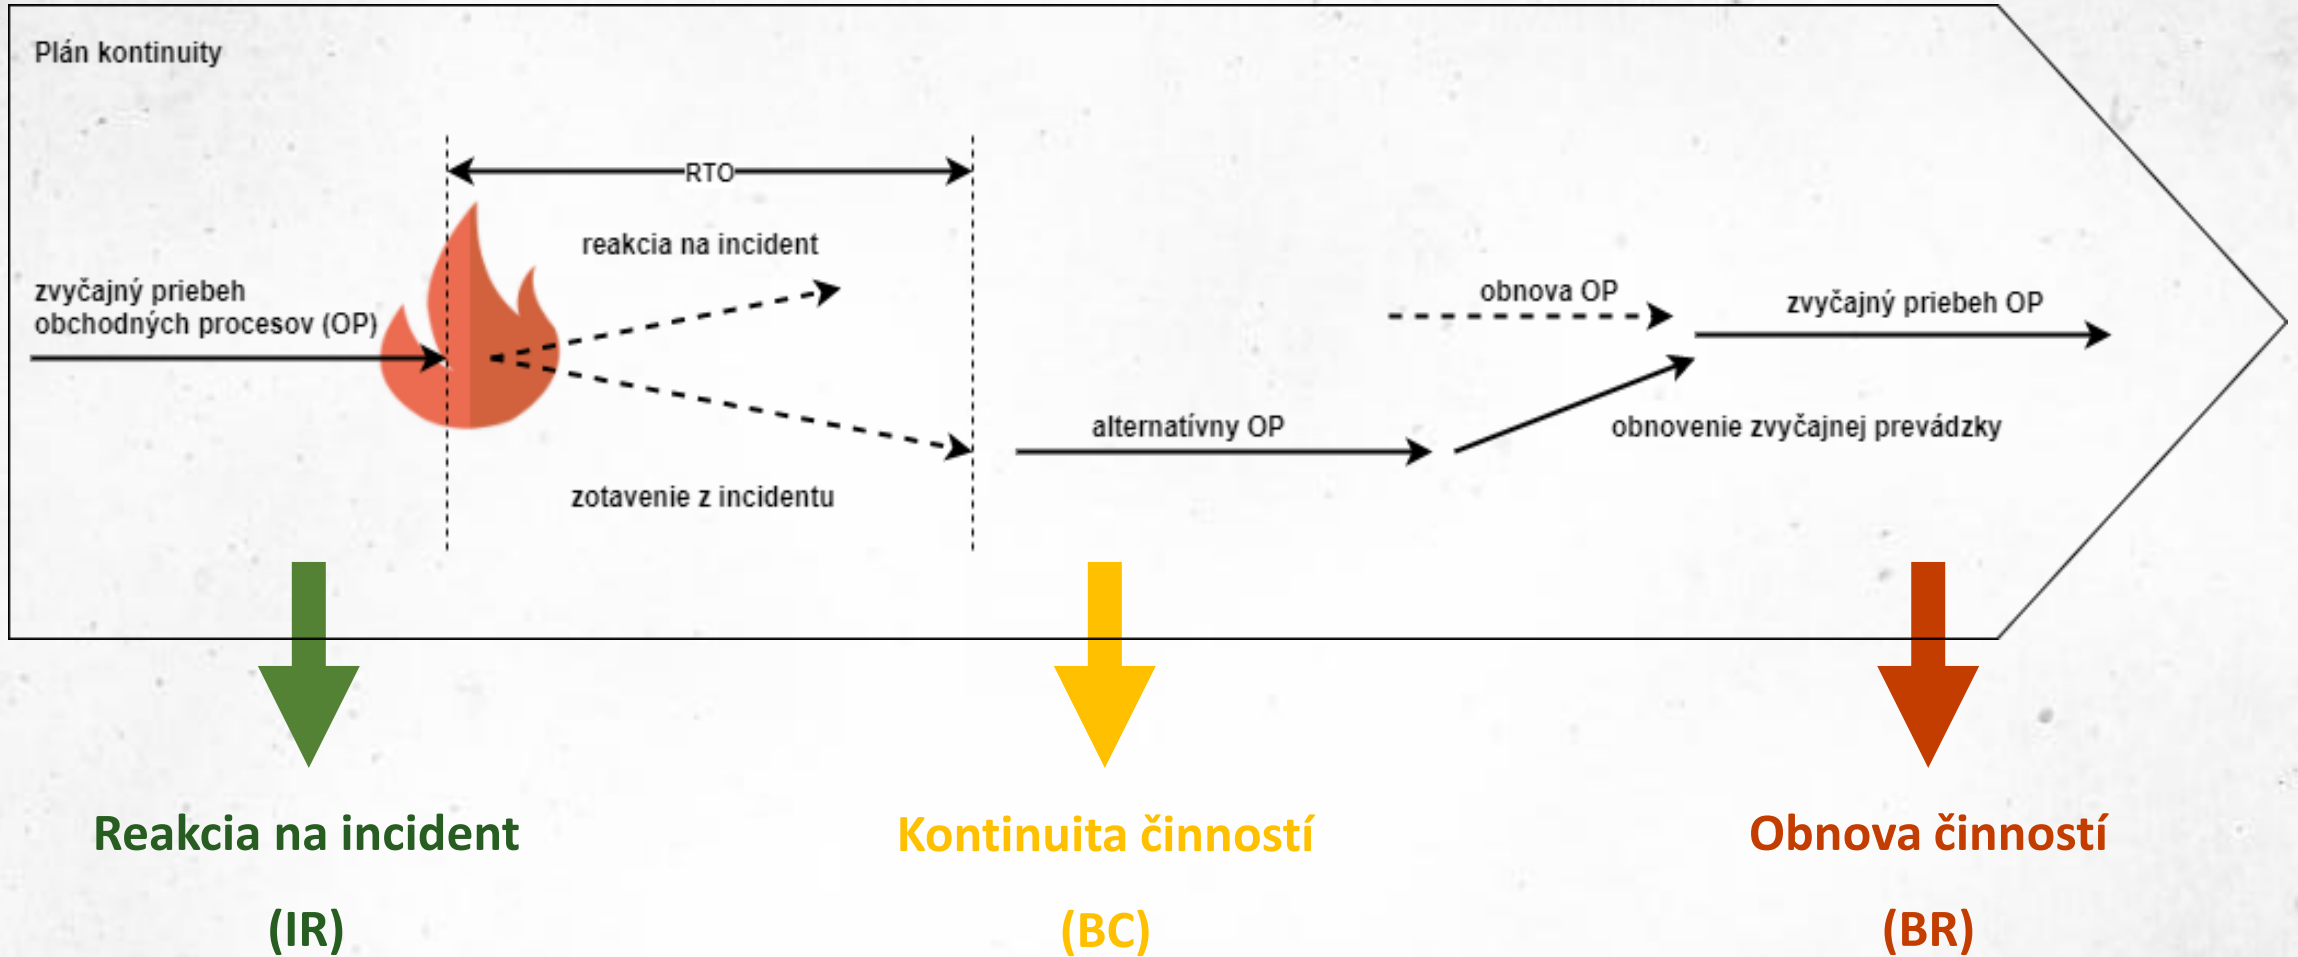 Plán kontinuity
RTO
reakcia na incident
zvyčajný priebeh
obchodných procesov (OP)
obnova OP
zvyčajný priebeh OP
alternatívny OP
obnovenie zvyčajnej prevádzky
zotavenie z incidentu
Reakcia na incident
(IR)
Kontinuita činností
(BC)
Obnova činností
(BR)